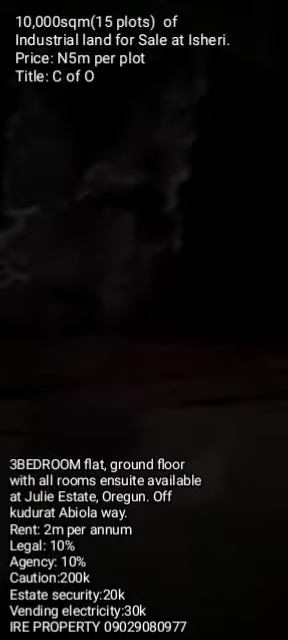 10,000sqm(15 plots)  of
Industrial land for Sale at Isheri.
Price: N5m per plot
Title: C of O
3BEDROOM flat, ground floor
with all rooms ensuite available
at Julie Estate, Oregun. Off
kudurat Abiola way.
Rent: 2m per annum
Legal: 10%
Agency: 10%
Caution:200k
Estate security:20k
Vending electricity:30k
IRE PROPERTY 09029080977